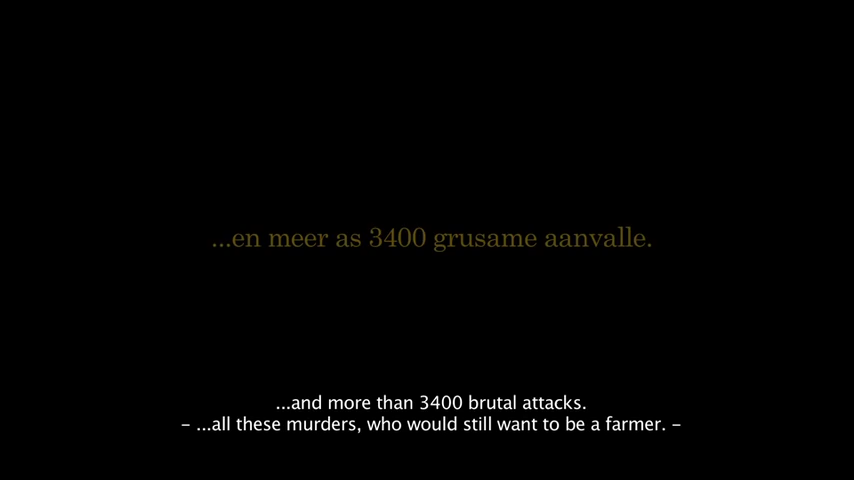 ...en meer as 3400 grusame aanvalle.
...and more than 3400 brutal attacks.
– ...all these murders, who would still want to be a farmer. –